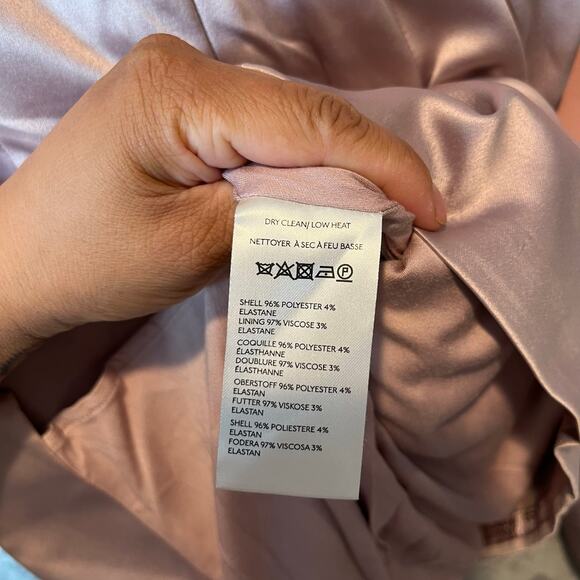 DRY CLEAN/ LOW HEAT
NETTOYER À SEC À FEU BASSE
P
SHELL 96% POLYESTER 4%
ELASTANE
LINING 97% VISCOSE 3%
ELASTANE
COQUILLE 96% POLYESTER 4%
ÉLASTHANNE
DOUBLURE 97% VISCOSE 3%
ÉLASTHANNE
OBERSTOFF 96% POLYESTER 4%
ELASTAN
FUTTER 97% VISKOSE 3%
ELASTAN
SHELL 96% POLIESTERE 4%
ELASTAN
FODERA 97% VISCOSA 3%
ELASTAN